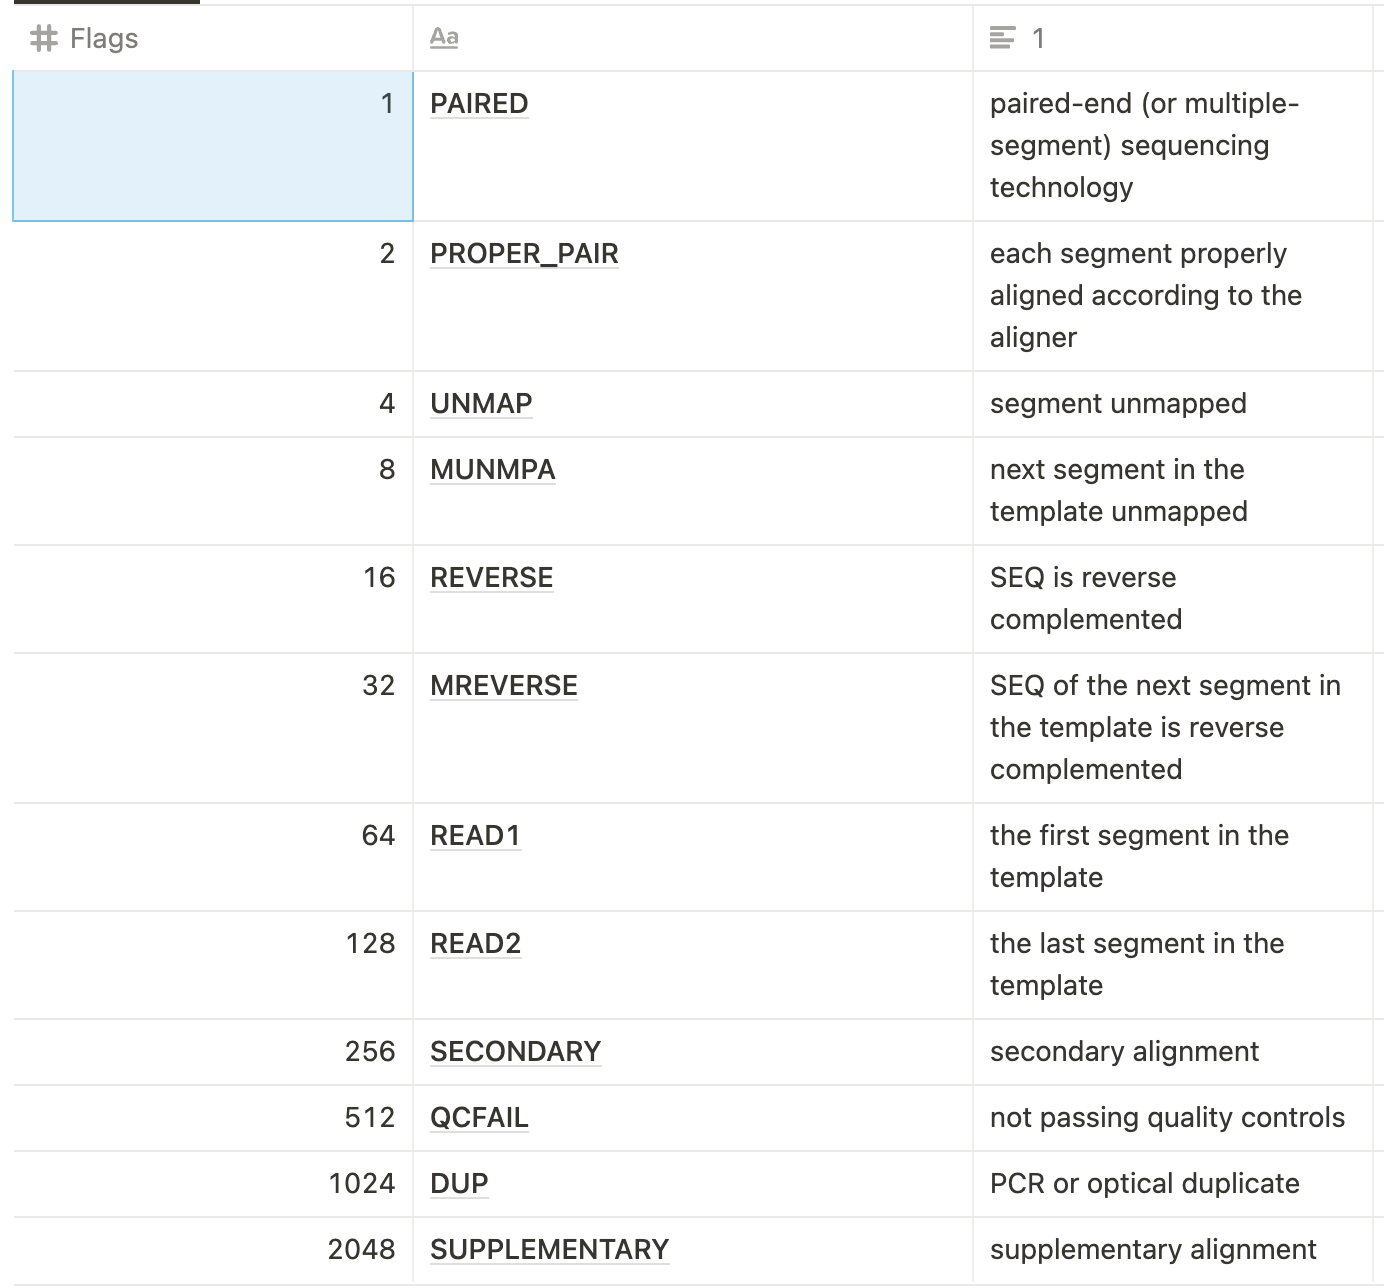 Flags Aa 1
1 PAIRED paired-end (or multiple-
segment) sequencing
technology
2 PROPER_PAIR each segment properly
aligned according to the
aligner
4 UNMAP segment unmapped
8 MUNMPA next segment in the
template unmapped
16 REVERSE SEQ is reverse
complemented
32 MREVERSE SEQ of the next segment in
the template is reverse
complemented
64 READ1 the first segment in the
template
128 READ2 the last segment in the
template
256 SECONDARY secondary alignment
512 QCFAIL not passing quality controls
1024 DUP PCR or optical duplicate
2048 SUPPLEMENTARY supplementary alignment